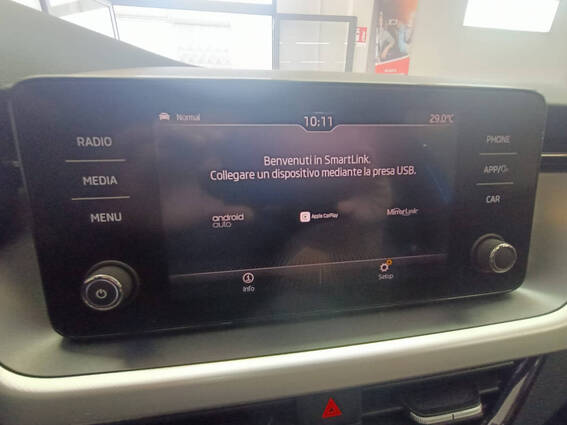 Normal
10:11
29.0°C
RADIO
PHONE
Benvenuti in SmartLink.
Collegare un dispositivo mediante la presa USB.
MEDIA
APP/
MENU
CAR
android auto
Apple CarPlay
MirrorLink
Info
Setup